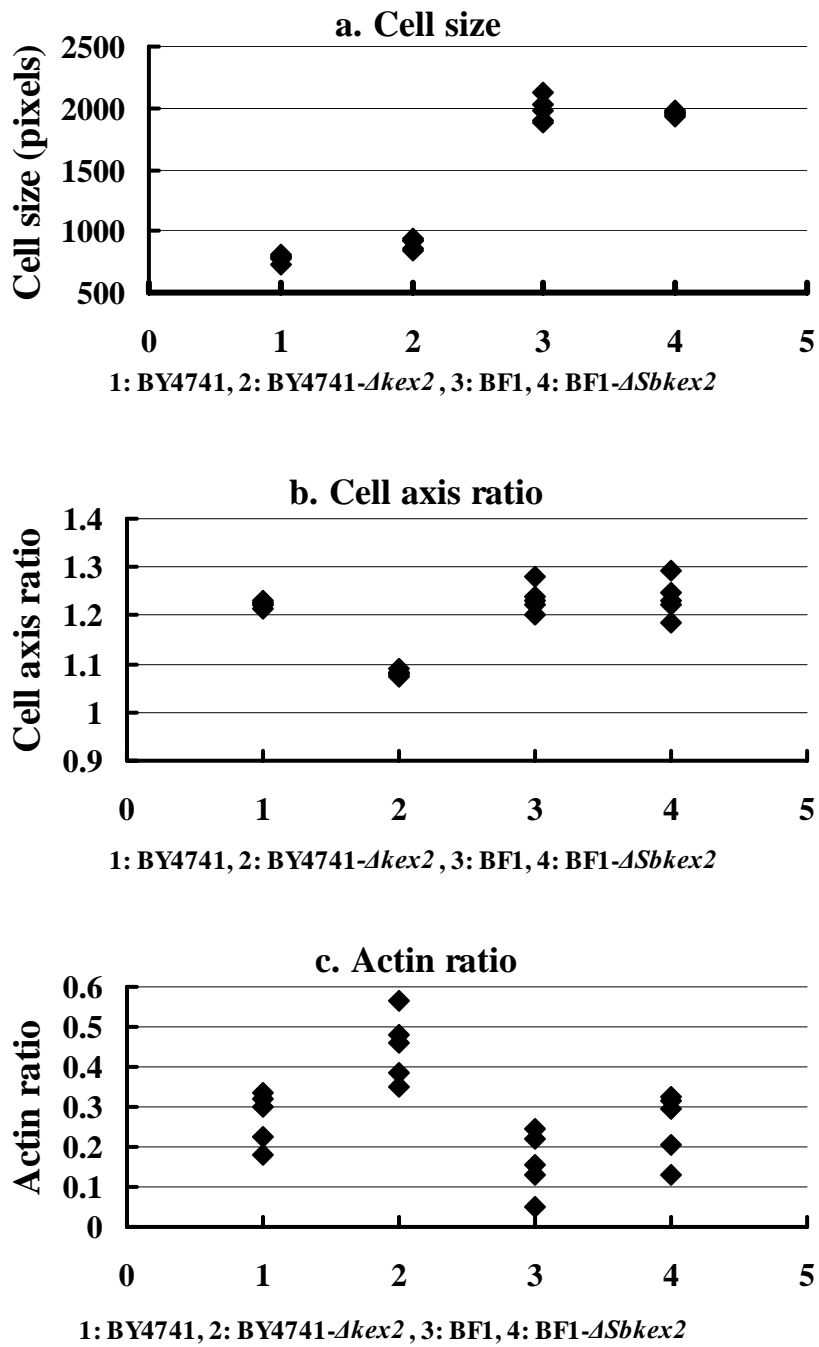 a. Cell size
Cell size (pixels)
2500
2000
1500
1000
500
0 1 2 3 4 5
1: BY4741, 2: BY4741-Δkex2 , 3: BF1, 4: BF1-ΔSbkex2
b. Cell axis ratio
Cell axis ratio
1.4
1.3
1.2
1.1
1
0.9
0 1 2 3 4 5
1: BY4741, 2: BY4741-Δkex2 , 3: BF1, 4: BF1-ΔSbkex2
c. Actin ratio
Actin ratio
0.6
0.5
0.4
0.3
0.2
0.1
0
0 1 2 3 4 5
1: BY4741, 2: BY4741-Δkex2 , 3: BF1, 4: BF1-ΔSbkex2